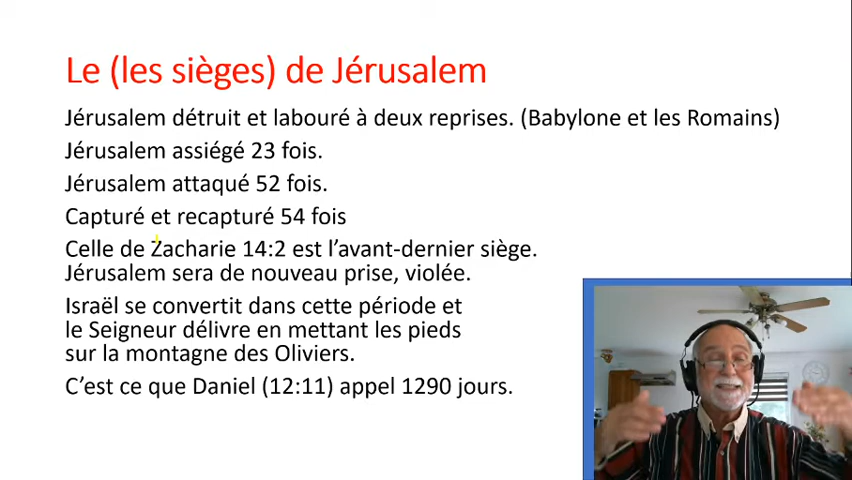 Le (les sièges) de Jérusalem
Jérusalem détruit et labouré à deux reprises. (Babylone et les Romains)
Jérusalem assiégé 23 fois.
Jérusalem attaqué 52 fois.
Capturé et recapturé 54 fois
Celle de Zacharie 14:2 est l’avant-dernier siège.
Jérusalem sera de nouveau prise, violée.
Israël se convertit dans cette période et
le Seigneur délivre en mettant les pieds
sur la montagne des Oliviers.
C’est ce que Daniel (12:11) appel 1290 jours.